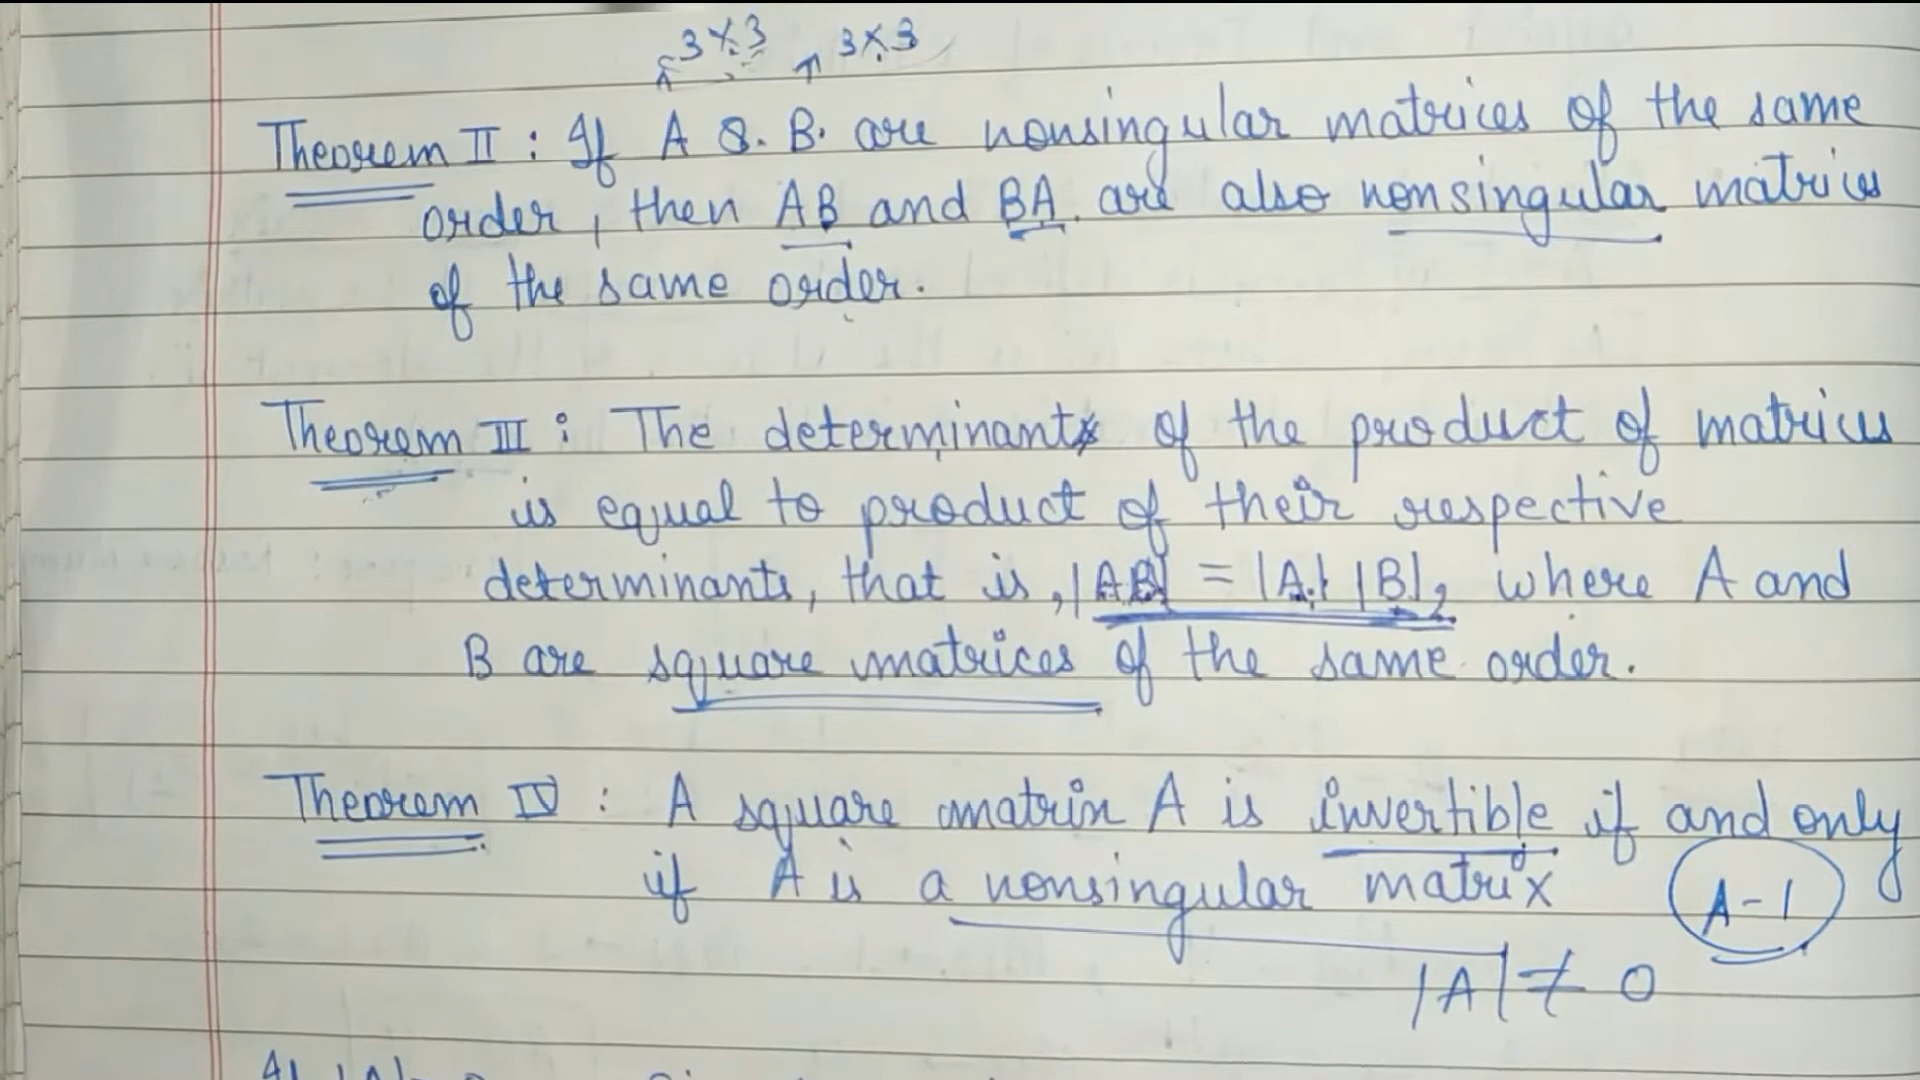 3×3 3×3
Theorem II : If A & B are nonsingular matrices of the same
order, then AB and BA are also nonsingular matrices
of the same order.
Theorem III : The determinant of the product of matrices
is equal to product of their respective
determinants, that is, |AB| = |A| |B|, where A and
B are square matrices of the same order.
Theorem IV : A square matrix A is invertible if and only
if A is a nonsingular matrix
A-1
|A| ≠ 0